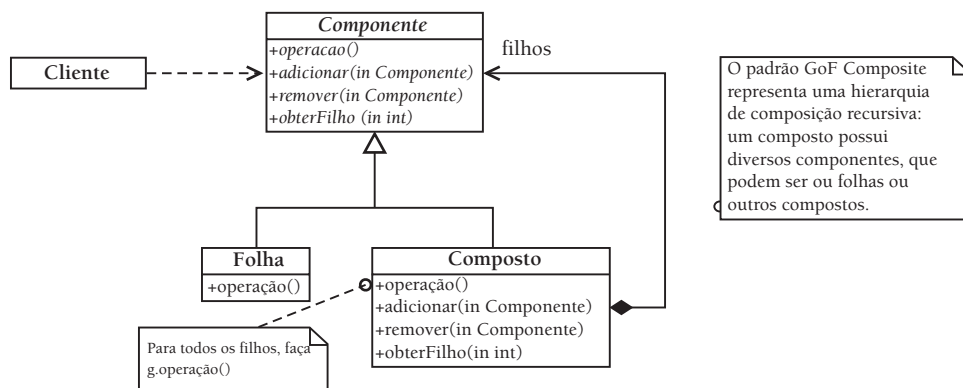 Componente
+operacao()
+adicionar(in Componente)
+remover(in Componente)
+obterFilho (in int)
filhos
Cliente
O padrão GoF Composite
representa uma hierarquia
de composição recursiva:
um composto possui
diversos componentes, que
podem ser ou folhas ou
outros compostos.
Folha
+operação()
Composto
+operação()
+adicionar(in Componente)
+remover(in Componente)
+obterFilho(in int)
Para todos os filhos, faça
g.operação()